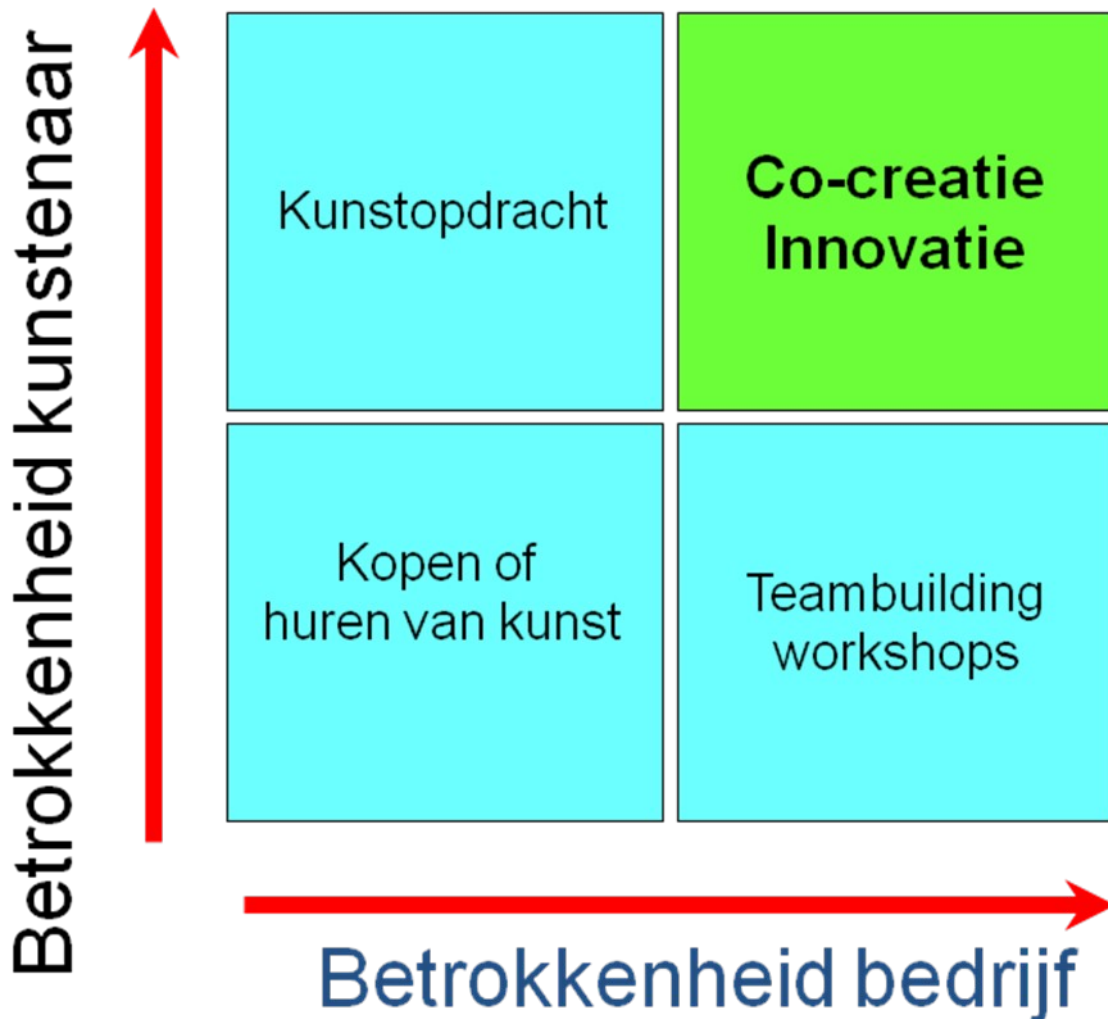 Betrokkenheid kunstenaar
Kunstopdracht
Co-creatie
Innovatie
Kopen of
huren van kunst
Teambuilding
workshops
Betrokkenheid bedrijf